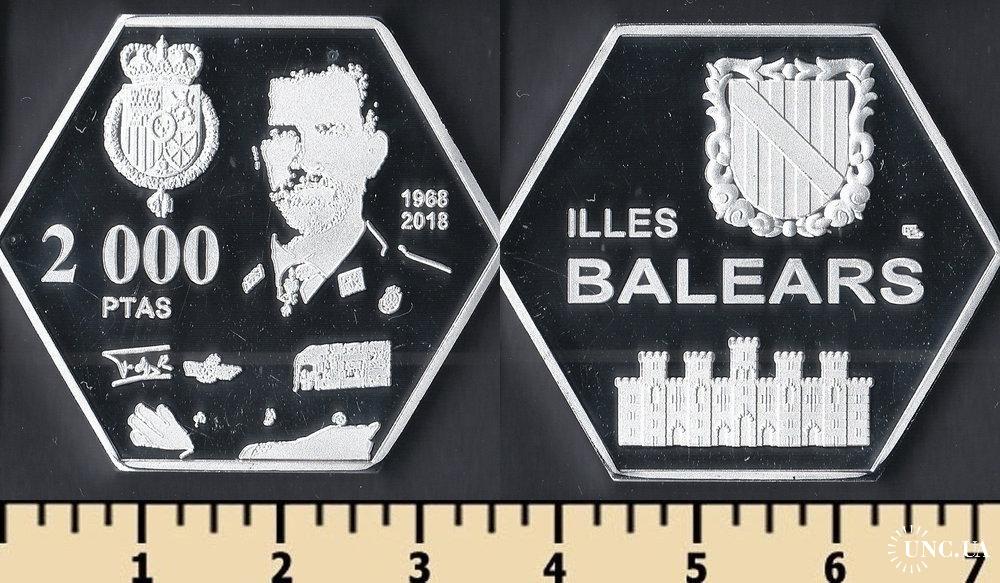 1968
2018
2 000
PTAS
ILLES
BALEARS
1 2 3 4 5 6 7
UNC.UA